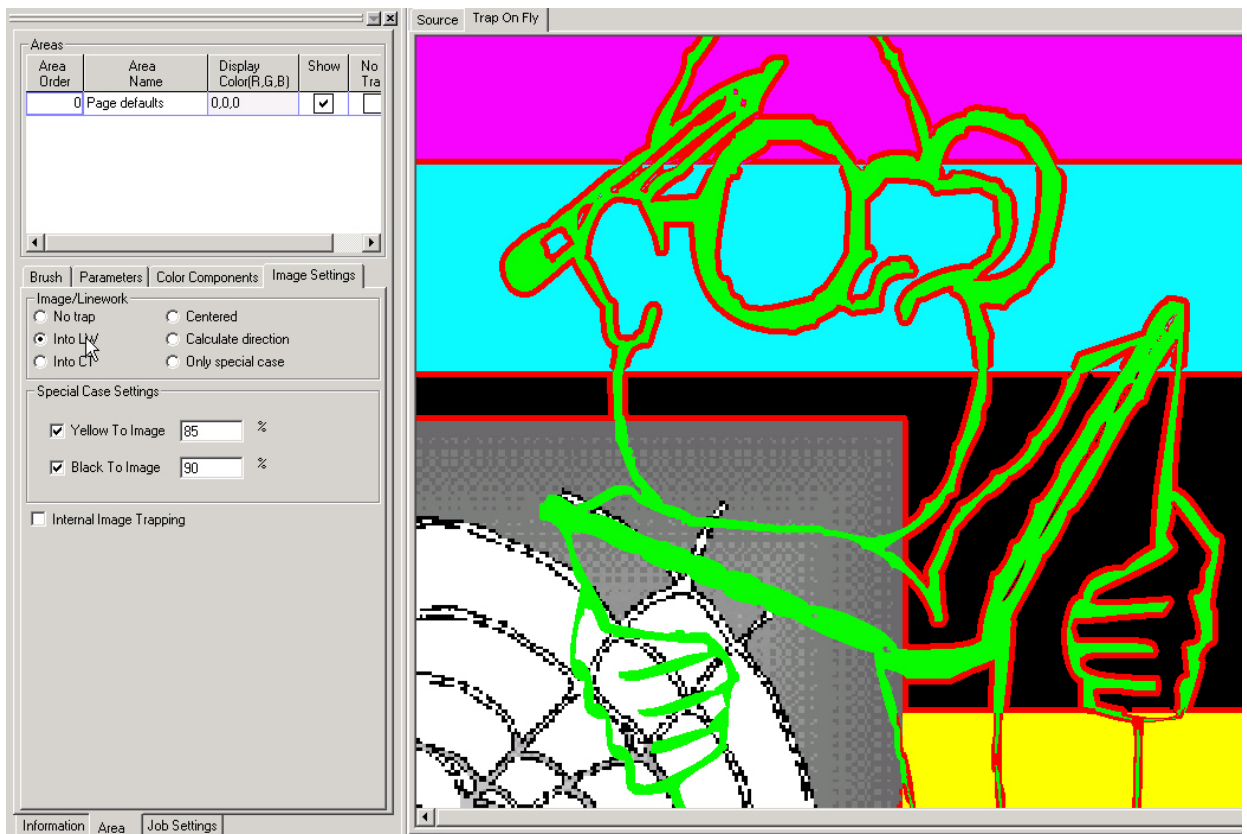 Source
Trap On Fly
Areas
Area Order
Area Name
Display Color(R,G,B)
Show
No Tra
0
Page defaults
0,0,0
Brush
Parameters
Color Components
Image Settings
Image/Linework
No trap
Centered
Into LW
Calculate direction
Into CT
Only special case
Special Case Settings
Yellow To Image
85
%
Black To Image
90
%
Internal Image Trapping
Information
Area
Job Settings